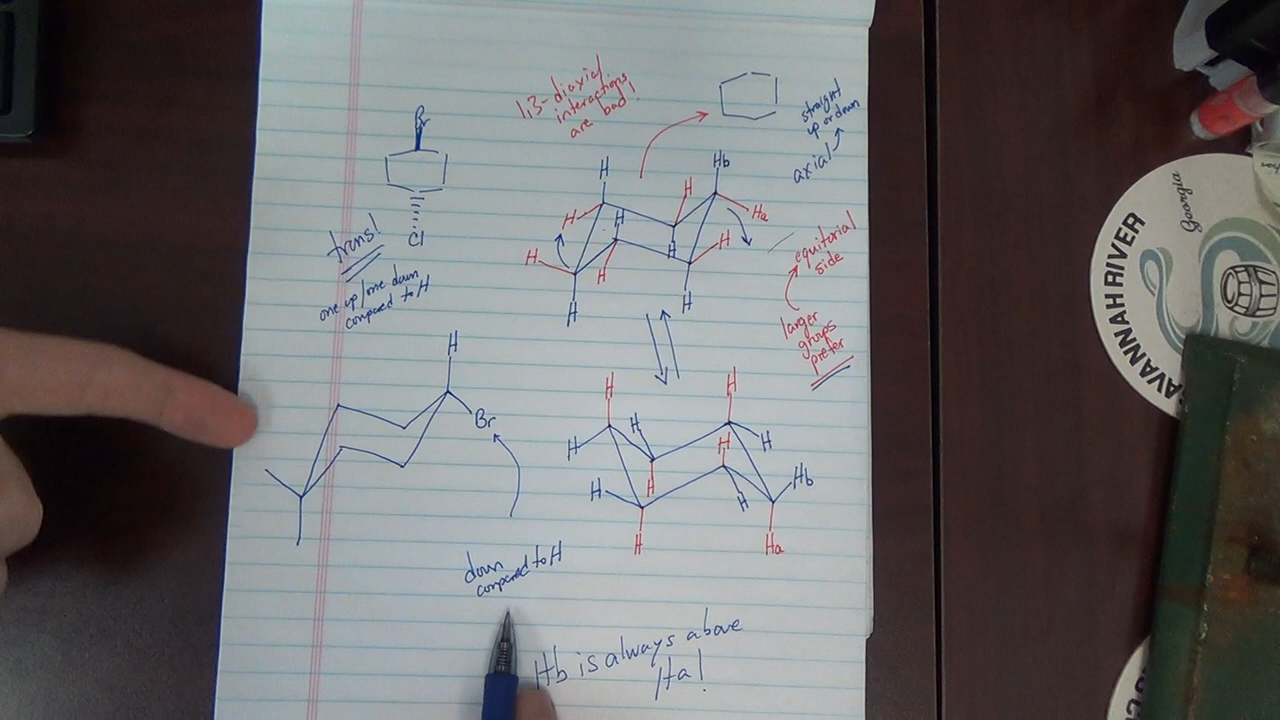 1,3-diaxial
interactions
are bad!
straight
up or down
axial
Br
Cl
trans!
one up/one down
compared to H
H
Hb
H
H
Ha
H
H
H
H
H
H
H
H
equitorial
side
larger
groups
prefer
H
Br
H
H
H
H
H
H
H
H
H
Hb
H
Ha
down
compared to H
Hb is always above
Ha!
SAVANNAH RIVER
Georgia